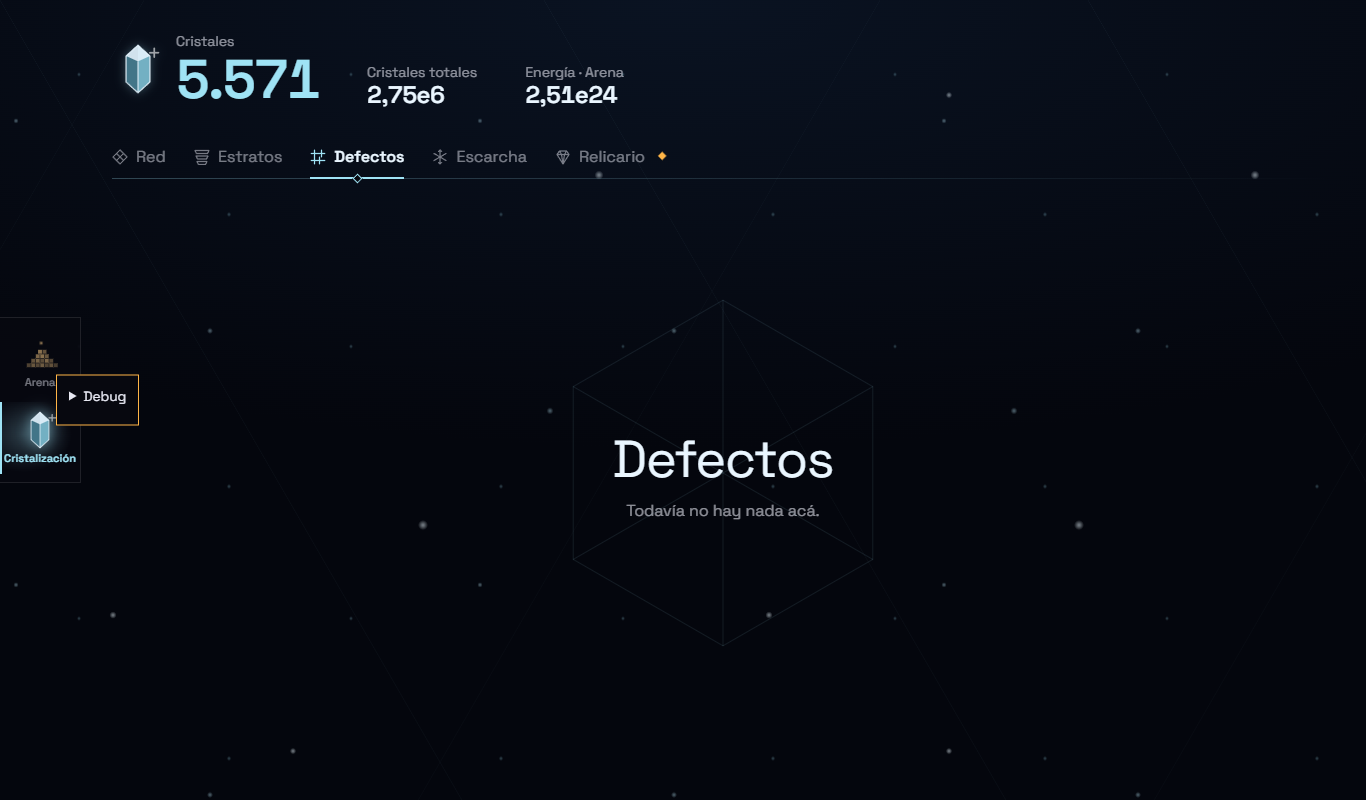 Cristales
5.571
Cristales totales
2,75e6
Energía · Arena
2,51e24
Red
Estratos
Defectos
Escarcha
Relicario
Arena
Debug
Cristalización
Defectos
Todavía no hay nada acá.